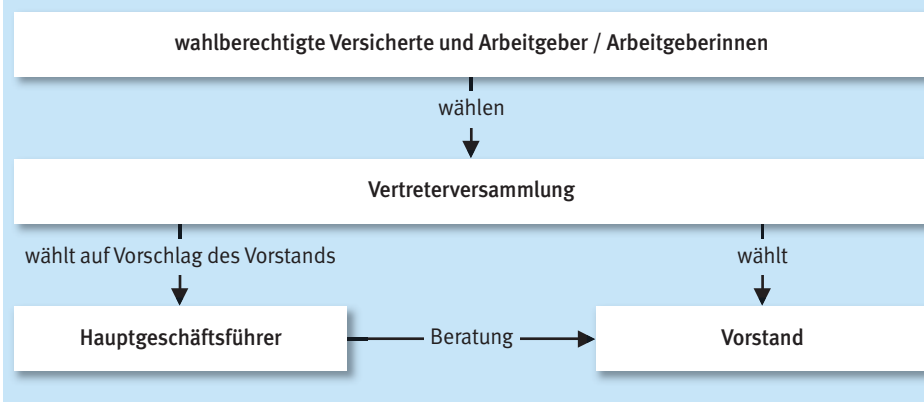 wahlberechtigte Versicherte und Arbeitgeber / Arbeitgeberinnen
wählen
Vertreterversammlung
wählt auf Vorschlag des Vorstands
wählt
Hauptgeschäftsführer
Beratung
Vorstand